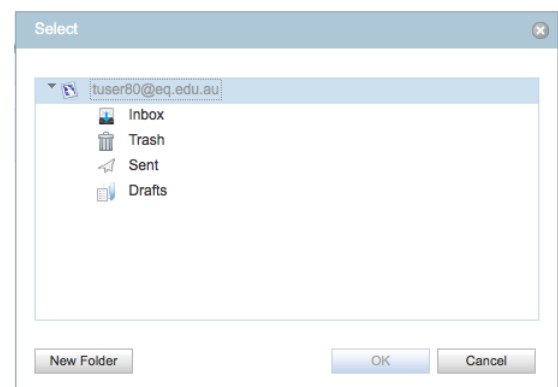 Select
tuser80@eq.edu.au
Inbox
Trash
Sent
Drafts
New Folder OK Cancel